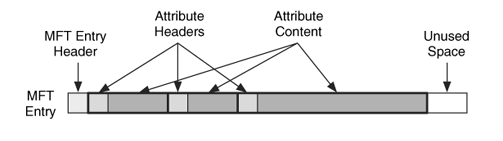 Attribute
Headers
Attribute
Content
MFT Entry
Header
Unused
Space
MFT
Entry